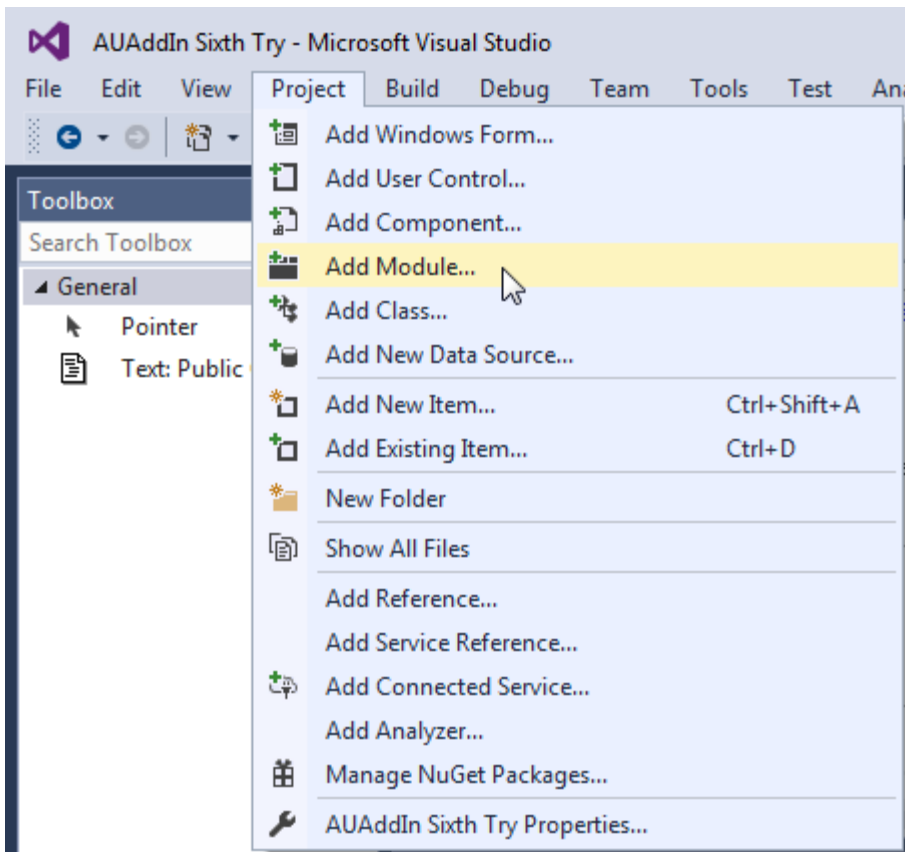 AUAddIn Sixth Try - Microsoft Visual Studio
File Edit View Project Build Debug Team Tools Test
Toolbox
Search Toolbox
General
Pointer
Text: Public
Add Windows Form...
Add User Control...
Add Component...
Add Module...
Add Class...
Add New Data Source...
Add New Item... Ctrl+Shift+A
Add Existing Item... Ctrl+D
New Folder
Show All Files
Add Reference...
Add Service Reference...
Add Connected Service...
Add Analyzer...
Manage NuGet Packages...
AUAddIn Sixth Try Properties...